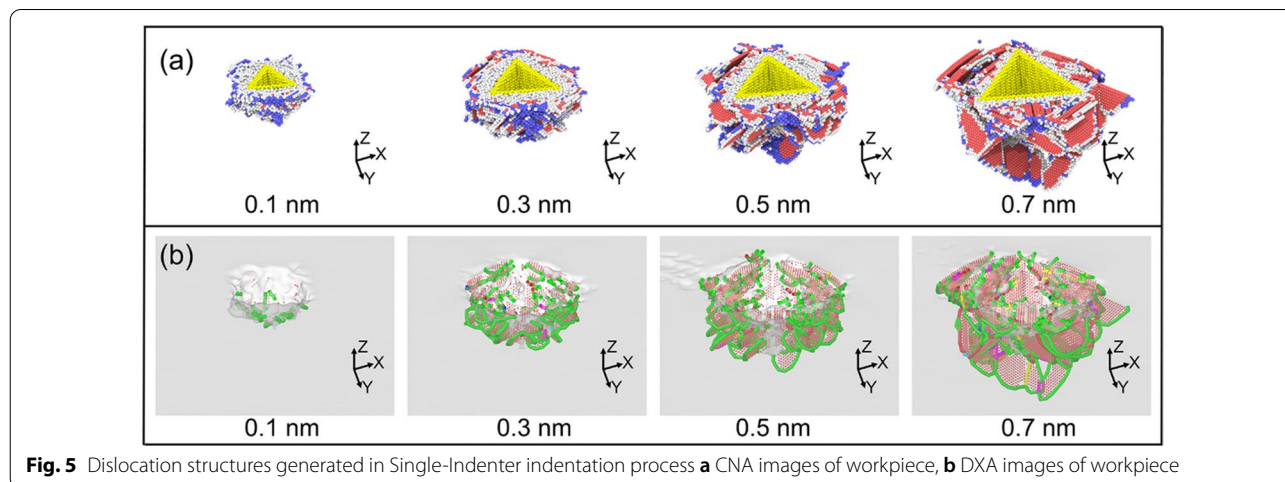 (a)
Z X Y Z X Y Z X Y Z X Y
0.1 nm 0.3 nm 0.5 nm 0.7 nm
(b)
Z X Y Z X Y Z X Y Z X Y
0.1 nm 0.3 nm 0.5 nm 0.7 nm
Fig. 5 Dislocation structures generated in Single-Indenter indentation process a CNA images of workpiece, b DXA images of workpiece